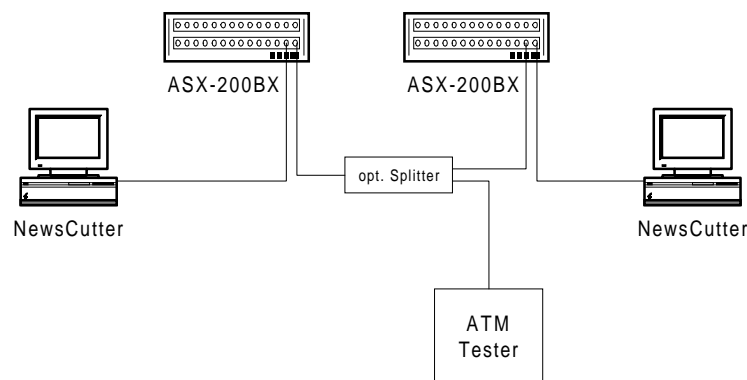 ASX-200BX
ASX-200BX
opt. Splitter
NewsCutter
NewsCutter
ATM
Tester